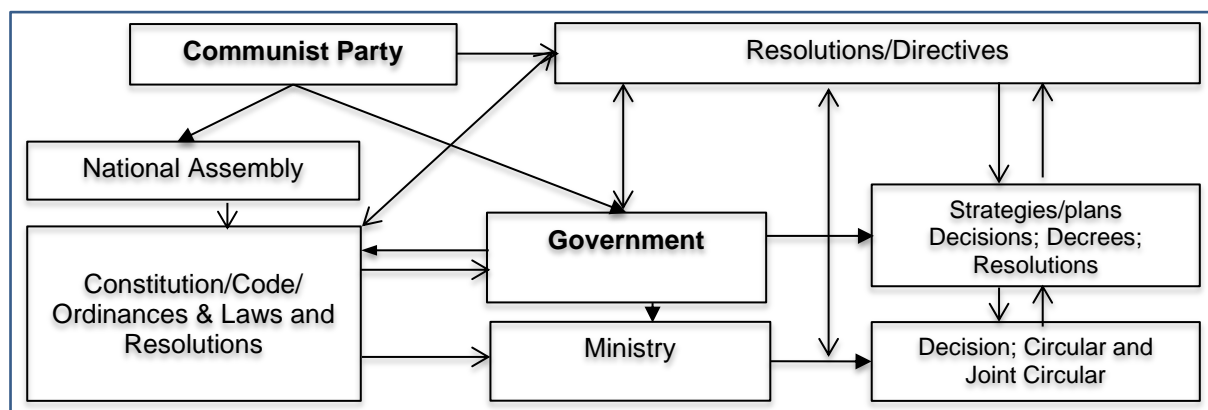 Communist Party
Resolutions/Directives
National Assembly
Strategies/plans
Decisions; Decrees;
Resolutions
Government
Constitution/Code/
Ordinances & Laws and
Resolutions
Ministry
Decision; Circular and
Joint Circular